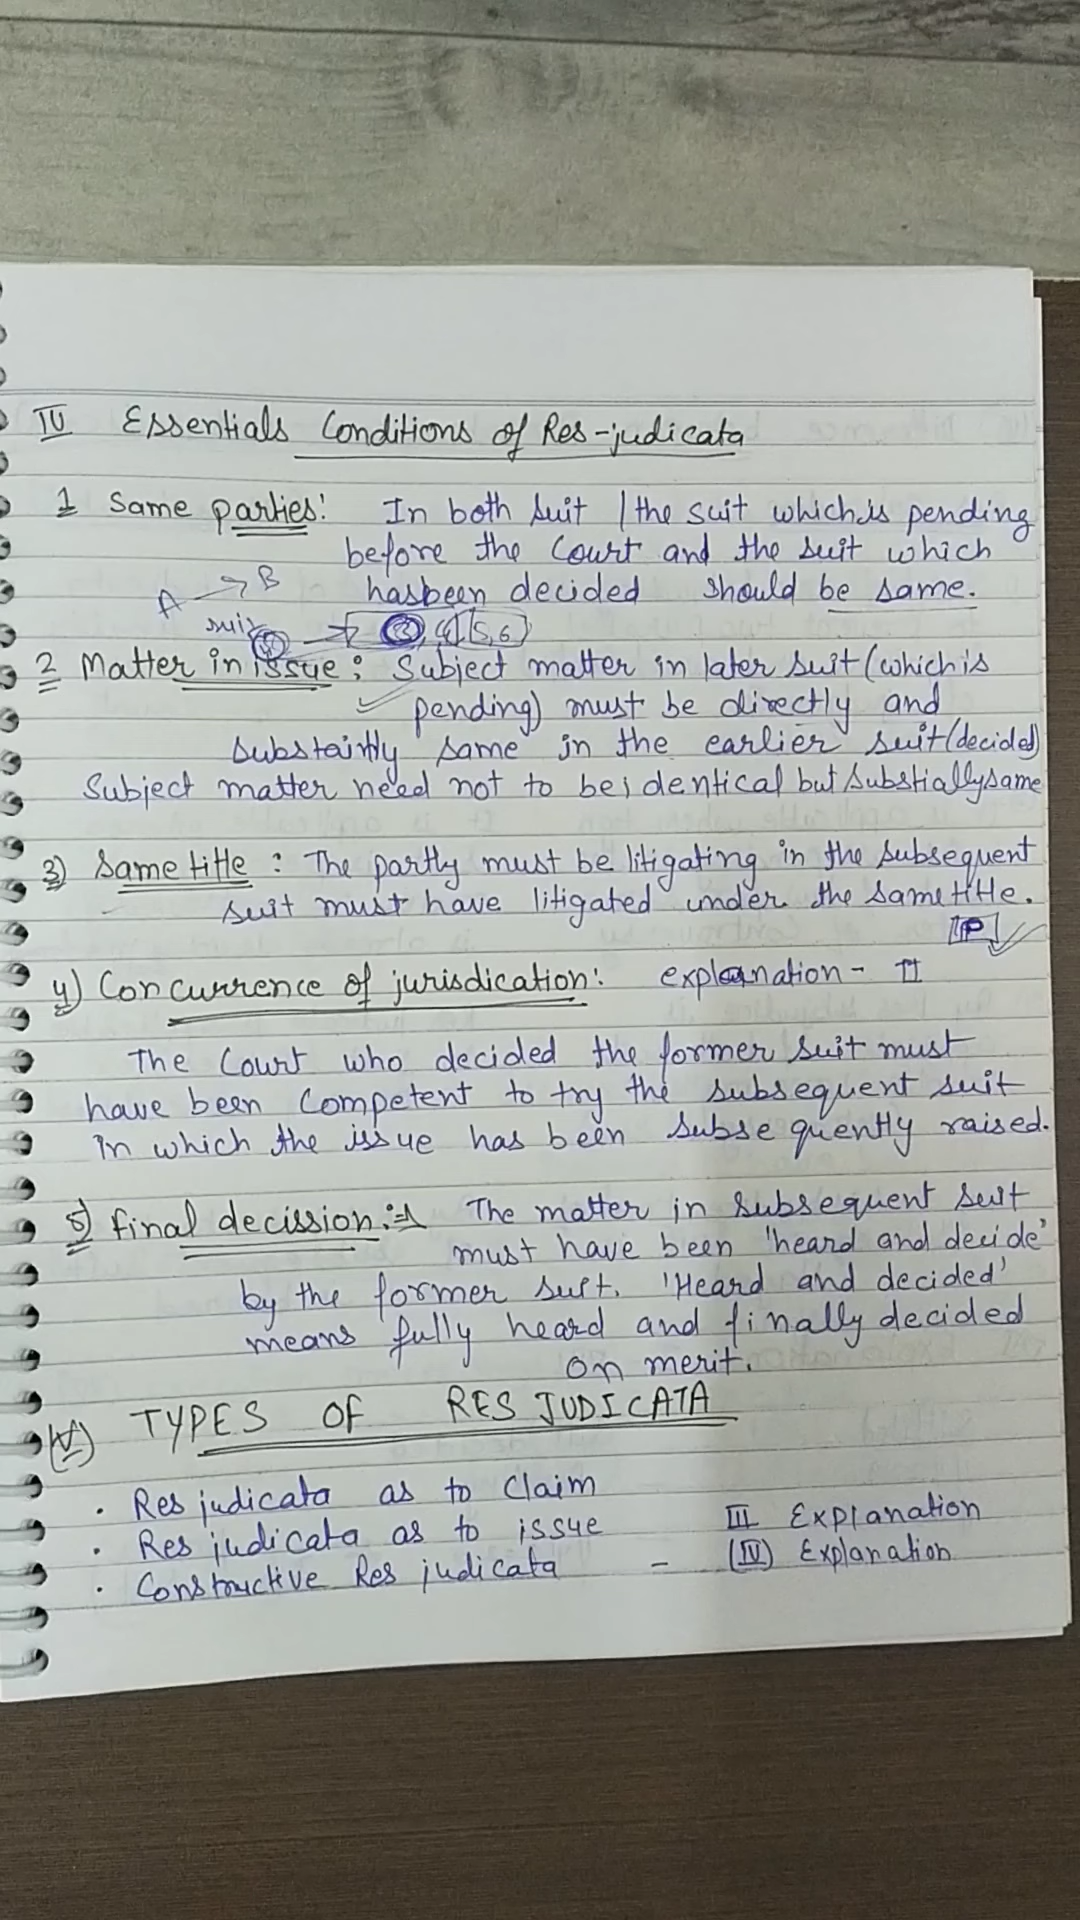 IV Essentials Conditions of Res-judicata
1 Same parties: In both suit / the suit which is pending
before the Court and the suit which
hasbeen decided should be same.
A → B
suit
5,6
2 Matter in issue: Subject matter in later suit (which is
pending) must be directly and
substaintly same in the earlier suit (decided)
Subject matter need not to be identical but substially same
3) Same title: The partly must be litigating in the subsequent
suit must have litigated under the same title.
P
4) Concurrence of jurisdication: explanation - II
The Court who decided the former suit must
have been Competent to try the subsequent suit
in which the issue has been subsequently raised.
5) final decission:⇒ The matter in subsequent suit
must have been 'heard and decide'
by the former suit. 'Heard and decided'
means fully heard and finally decided
on merit.
(V) TYPES OF RES JUDICATA
• Res judicata as to Claim
• Res judicata as to issue III Explanation
• Constructive Res judicata - (IV) Explanation